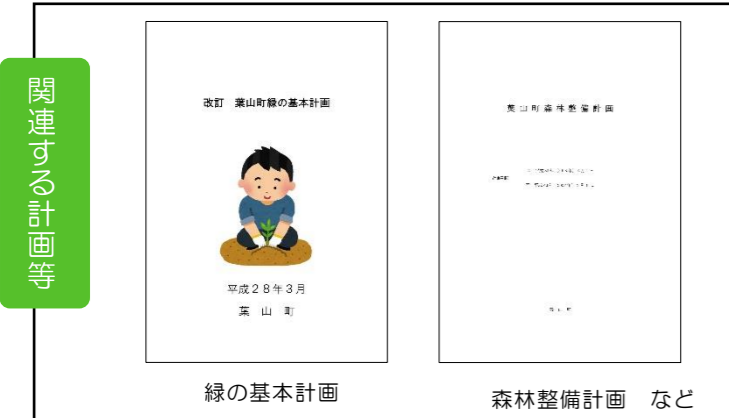 関連する計画等
改訂　葉山町緑の基本計画
平成２８年３月
葉　山　町
緑の基本計画
葉山町森林整備計画
森林整備計画　など